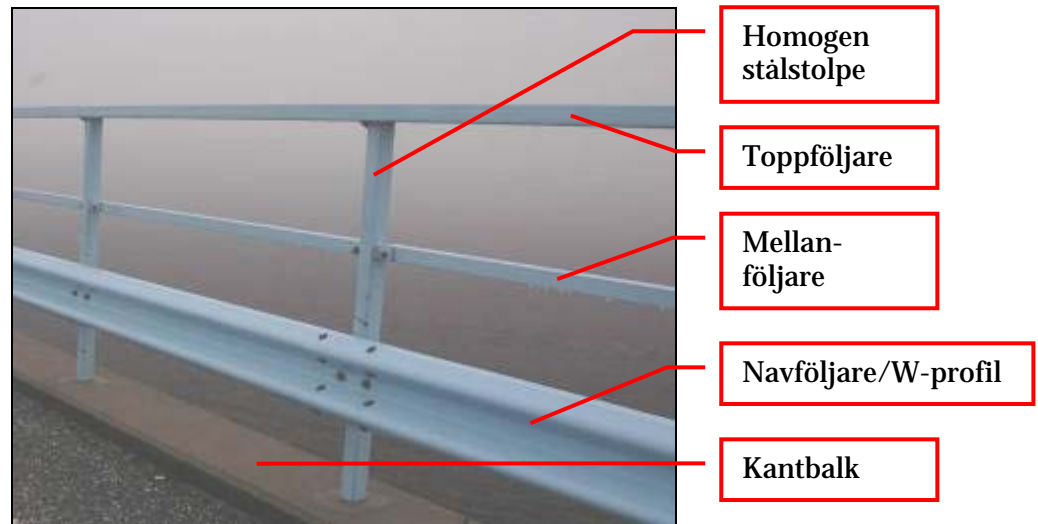 Homogen
stålstolpe
Toppföljare
Mellan-
följare
Navföljare/W-profil
Kantbalk